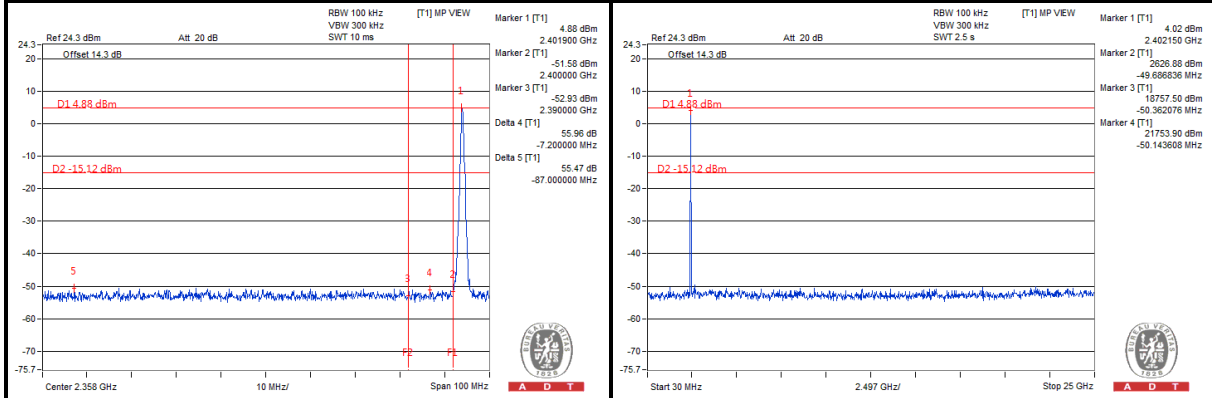 RBW 100 kHz
[T1] MP VIEW
VBW 300 kHz
Ref 24.3 dBm
Att 20 dB
SWT 10 ms
Offset 14.3 dB
24.3
20
10
0
-10
-20
-30
-40
-50
-60
-70
-75.7
D1 4.88 dBm
D2 -15.12 dBm
1
5
3
4
2
F2
F1
Center 2.358 GHz
10 MHz/
Span 100 MHz
Marker 1 [T1]
4.88 dBm
2.401900 GHz
Marker 2 [T1]
-51.58 dBm
2.400000 GHz
Marker 3 [T1]
-52.93 dBm
2.390000 GHz
Delta 4 [T1]
55.96 dB
-7.200000 MHz
Delta 5 [T1]
55.47 dB
-87.000000 MHz
BUREAU VERITAS
1828
A D T
RBW 100 kHz
[T1] MP VIEW
VBW 300 kHz
Ref 24.3 dBm
Att 20 dB
SWT 2.5 s
Offset 14.3 dB
24.3
20
10
0
-10
-20
-30
-40
-50
-60
-70
-75.7
1
D1 4.88 dBm
D2 -15.12 dBm
Start 30 MHz
2.497 GHz/
Stop 25 GHz
Marker 1 [T1]
4.02 dBm
2.402150 GHz
Marker 2 [T1]
2626.88 dBm
-49.686836 MHz
Marker 3 [T1]
18757.50 dBm
-50.362076 MHz
Marker 4 [T1]
21753.90 dBm
-50.143608 MHz
BUREAU VERITAS
1828
A D T